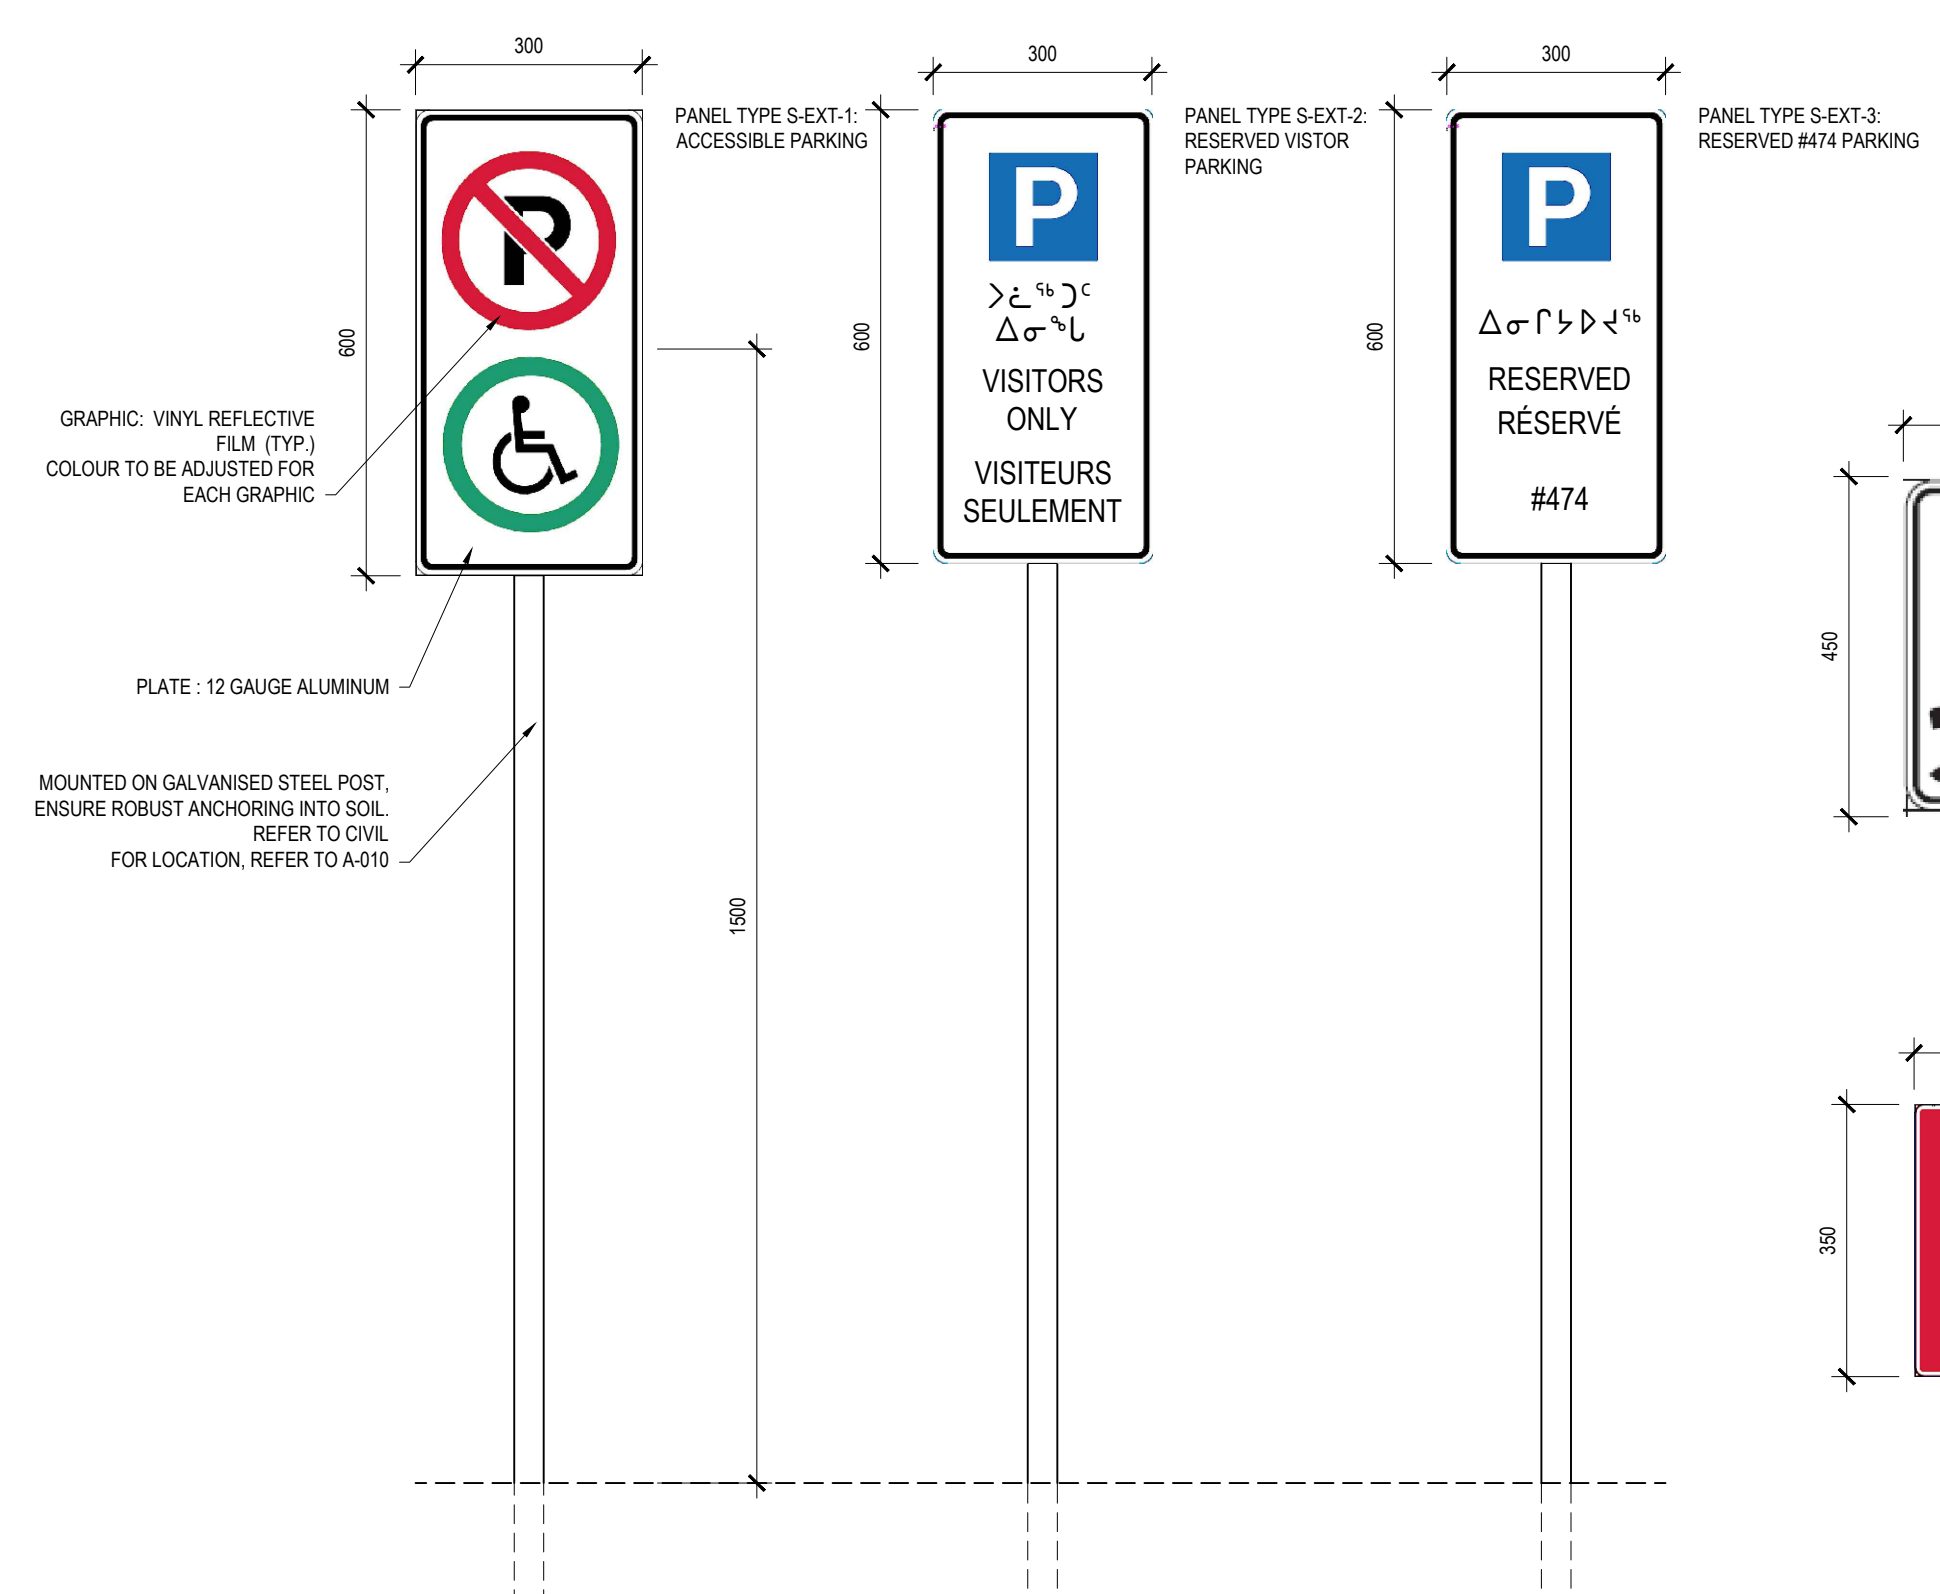 300
600
P
GRAPHIC: VINYL REFLECTIVE
FILM (TYP.)
COLOUR TO BE ADJUSTED FOR
EACH GRAPHIC
PLATE : 12 GAUGE ALUMINUM
MOUNTED ON GALVANISED STEEL POST,
ENSURE ROBUST ANCHORING INTO SOIL.
REFER TO CIVIL
FOR LOCATION, REFER TO A-010
PANEL TYPE S-EXT-1:
ACCESSIBLE PARKING
1500
300
600
P
ᐳᓛᖅᑐᑦ
ᐃᓂᖓ
VISITORS
ONLY
VISITEURS
SEULEMENT
PANEL TYPE S-EXT-2:
RESERVED VISTOR
PARKING
300
600
P
ᐃᓂᒋᔭᐅᔪᖅ
RESERVED
RÉSERVÉ
#474
PANEL TYPE S-EXT-3:
RESERVED #474 PARKING
450
350